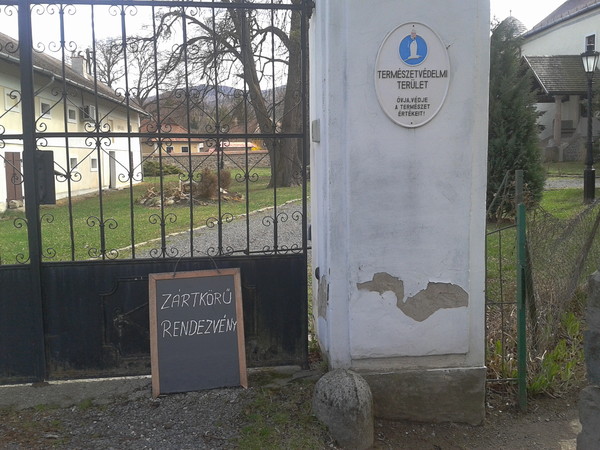 TERMÉSZETVÉDELMI
TERÜLET
ÓVJA,VÉDJE
A TERMÉSZET
ÉRTÉKEIT!
ZÁRTKÖRŰ
RENDEZVÉNY